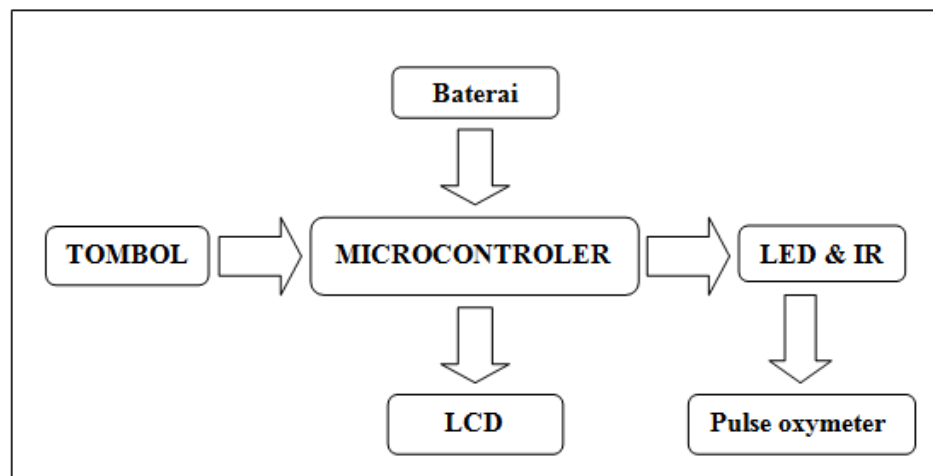 Baterai
TOMBOL
MICROCONTROLER
LED & IR
LCD
Pulse oxymeter